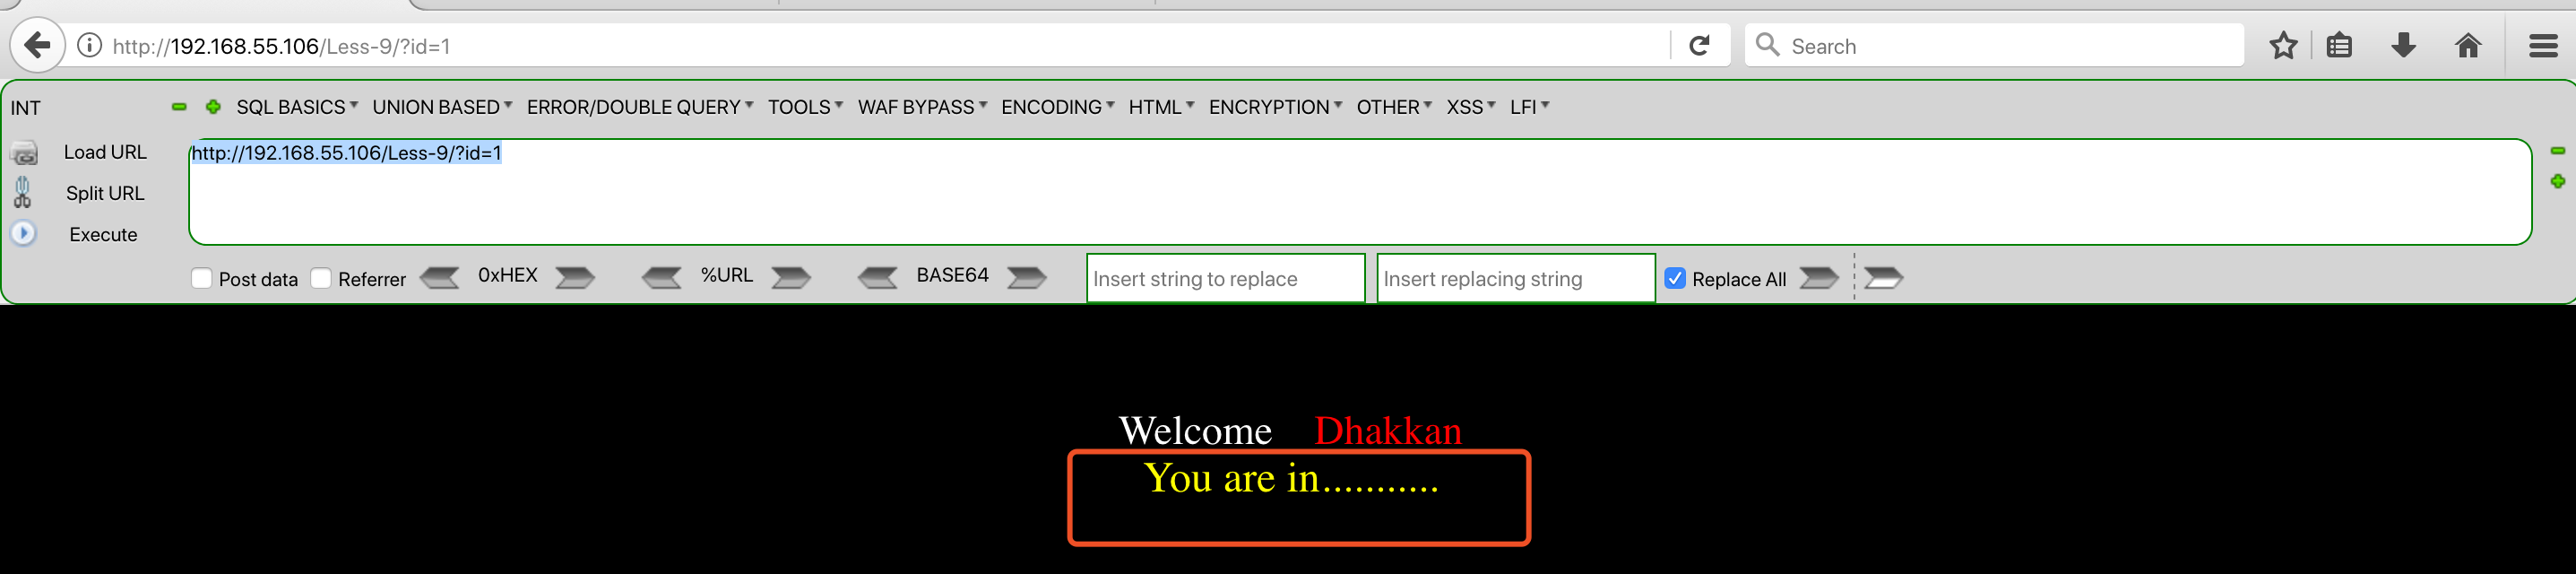 http://192.168.55.106/Less-9/?id=1 Search
INT SQL BASICS UNION BASED ERROR/DOUBLE QUERY TOOLS WAF BYPASS ENCODING HTML ENCRYPTION OTHER XSS LFI
Load URL http://192.168.55.106/Less-9/?id=1
Split URL
Execute
Post data Referrer 0xHEX %URL BASE64 Insert string to replace Insert replacing string Replace All
Welcome Dhakkan
You are in...........